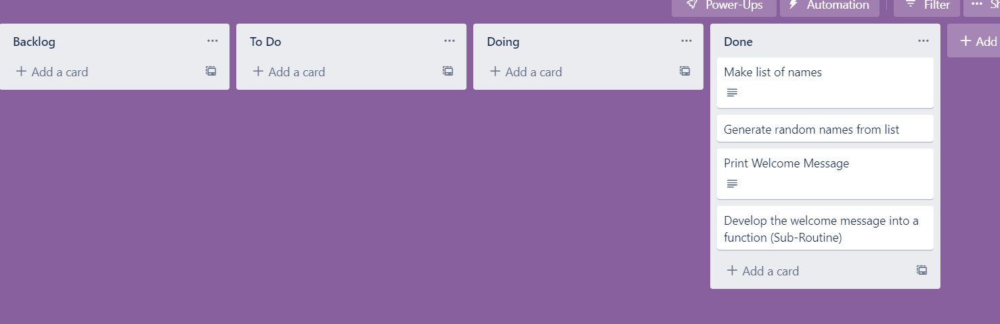 Power-Ups
Automation
Filter
Backlog
Add a card
To Do
Add a card
Doing
Add a card
Done
Make list of names
Generate random names from list
Print Welcome Message
Develop the welcome message into a
function (Sub-Routine)
Add a card
Add